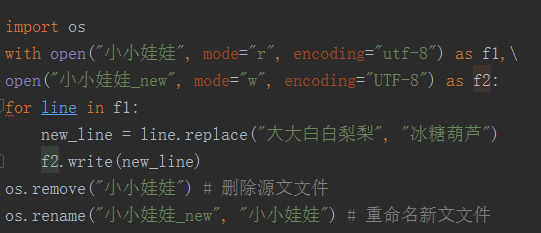 import os
with open("小小娃娃", mode="r", encoding="utf-8") as f1,\
open("小小娃娃_new", mode="w", encoding="UTF-8") as f2:
for line in f1:
    new_line = line.replace("大大白白梨梨", "冰糖葫芦")
    f2.write(new_line)
os.remove("小小娃娃") # 删除源文文件
os.rename("小小娃娃_new", "小小娃娃") # 重命名新文文件